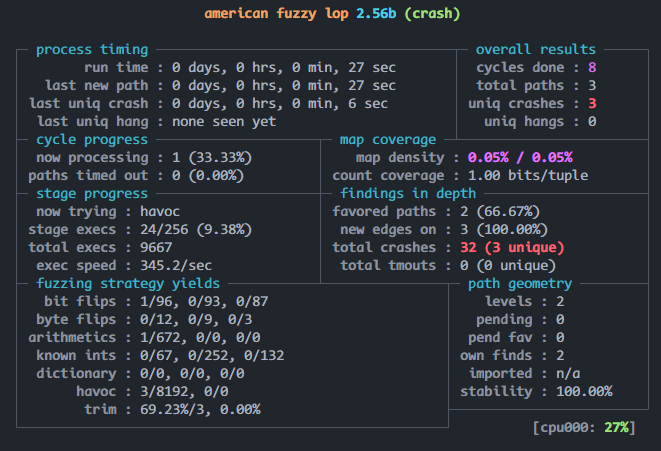 american fuzzy lop 2.56b (crash)
process timing overall results
run time : 0 days, 0 hrs, 0 min, 27 sec cycles done : 8
last new path : 0 days, 0 hrs, 0 min, 27 sec total paths : 3
last uniq crash : 0 days, 0 hrs, 0 min, 6 sec uniq crashes : 3
last uniq hang : none seen yet uniq hangs : 0
cycle progress map coverage
now processing : 1 (33.33%) map density : 0.05% / 0.05%
paths timed out : 0 (0.00%) count coverage : 1.00 bits/tuple
stage progress findings in depth
now trying : havoc favored paths : 2 (66.67%)
stage execs : 24/256 (9.38%) new edges on : 3 (100.00%)
total execs : 9667 total crashes : 32 (3 unique)
exec speed : 345.2/sec total tmouts : 0 (0 unique)
fuzzing strategy yields path geometry
bit flips : 1/96, 0/93, 0/87 levels : 2
byte flips : 0/12, 0/9, 0/3 pending : 0
arithmetics : 1/672, 0/0, 0/0 pend fav : 0
known ints : 0/67, 0/252, 0/132 own finds : 2
dictionary : 0/0, 0/0, 0/0 imported : n/a
havoc : 3/8192, 0/0 stability : 100.00%
trim : 69.23%/3, 0.00%
[cpu000: 27%]